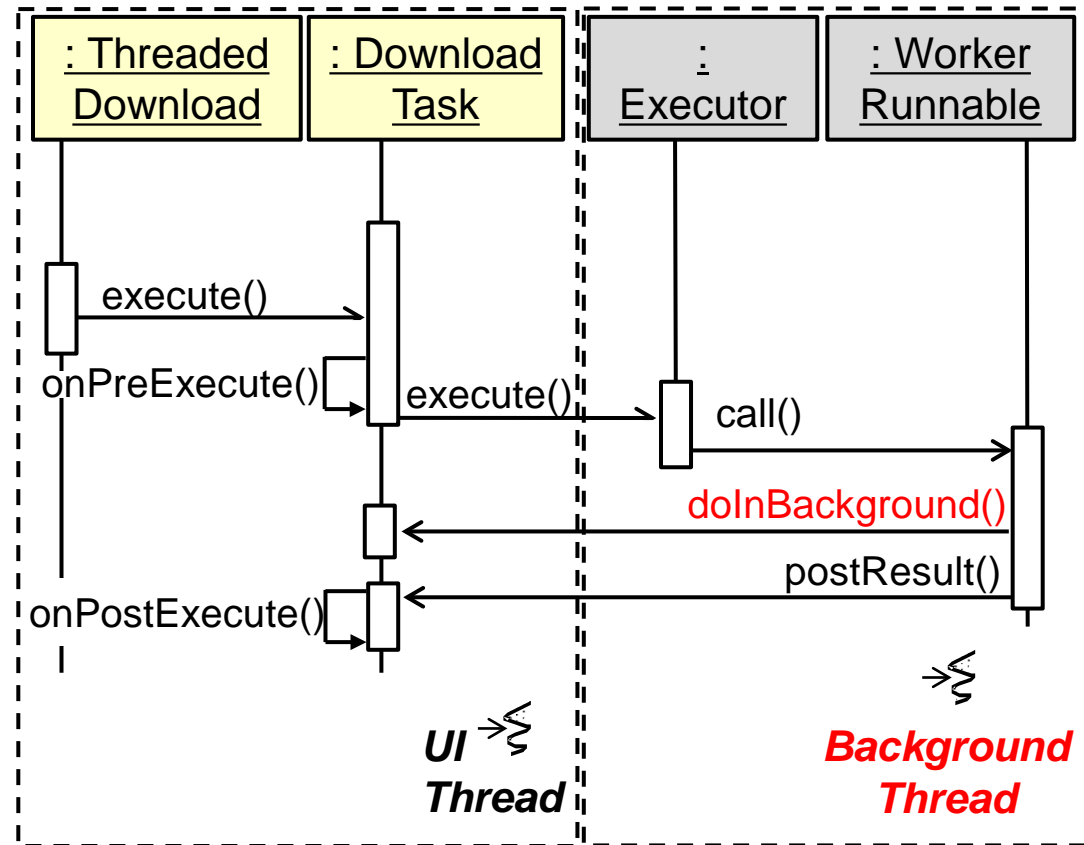 : Threaded
Download
: Download
Task
:
Executor
: Worker
Runnable
execute()
onPreExecute()
execute()
call()
doInBackground()
postResult()
onPostExecute()
UI
Thread
Background
Thread